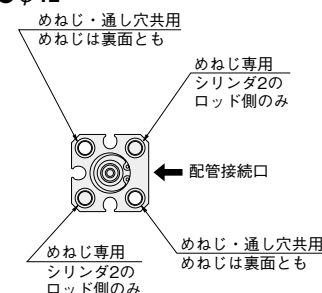 めねじ・通し穴共用
めねじは裏面とも
めねじ専用
シリンダ2の
ロッド側のみ
配管接続口
めねじ専用
シリンダ2の
ロッド側のみ
めねじ・通し穴共用
めねじは裏面とも